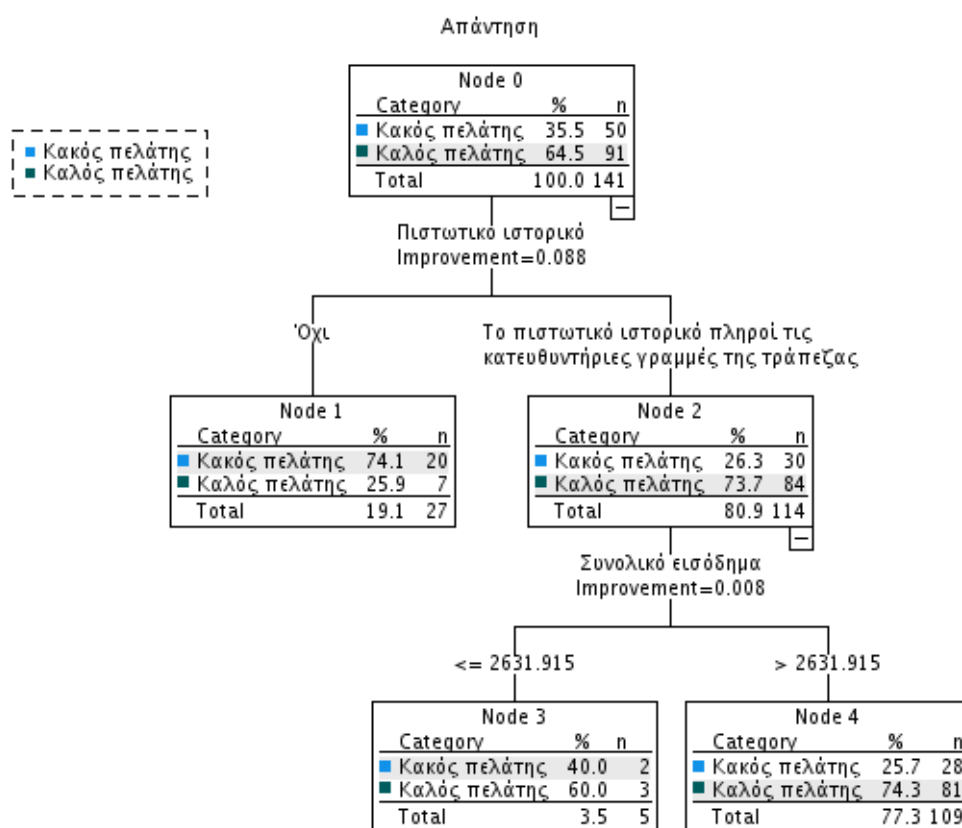 Απάντηση
Node 0
Category % n
Κακός πελάτης 35.5 50
Καλός πελάτης 64.5 91
Total 100.0 141
Κακός πελάτης
Καλός πελάτης
Πιστωτικό ιστορικό
Improvement=0.088
Όχι
Το πιστωτικό ιστορικό πληροί τις
κατευθυντήριες γραμμές της τράπεζας
Node 1
Category % n
Κακός πελάτης 74.1 20
Καλός πελάτης 25.9 7
Total 19.1 27
Node 2
Category % n
Κακός πελάτης 26.3 30
Καλός πελάτης 73.7 84
Total 80.9 114
Συνολικό εισόδημα
Improvement=0.008
<= 2631.915
> 2631.915
Node 3
Category % n
Κακός πελάτης 40.0 2
Καλός πελάτης 60.0 3
Total 3.5 5
Node 4
Category % n
Κακός πελάτης 25.7 28
Καλός πελάτης 74.3 81
Total 77.3 109